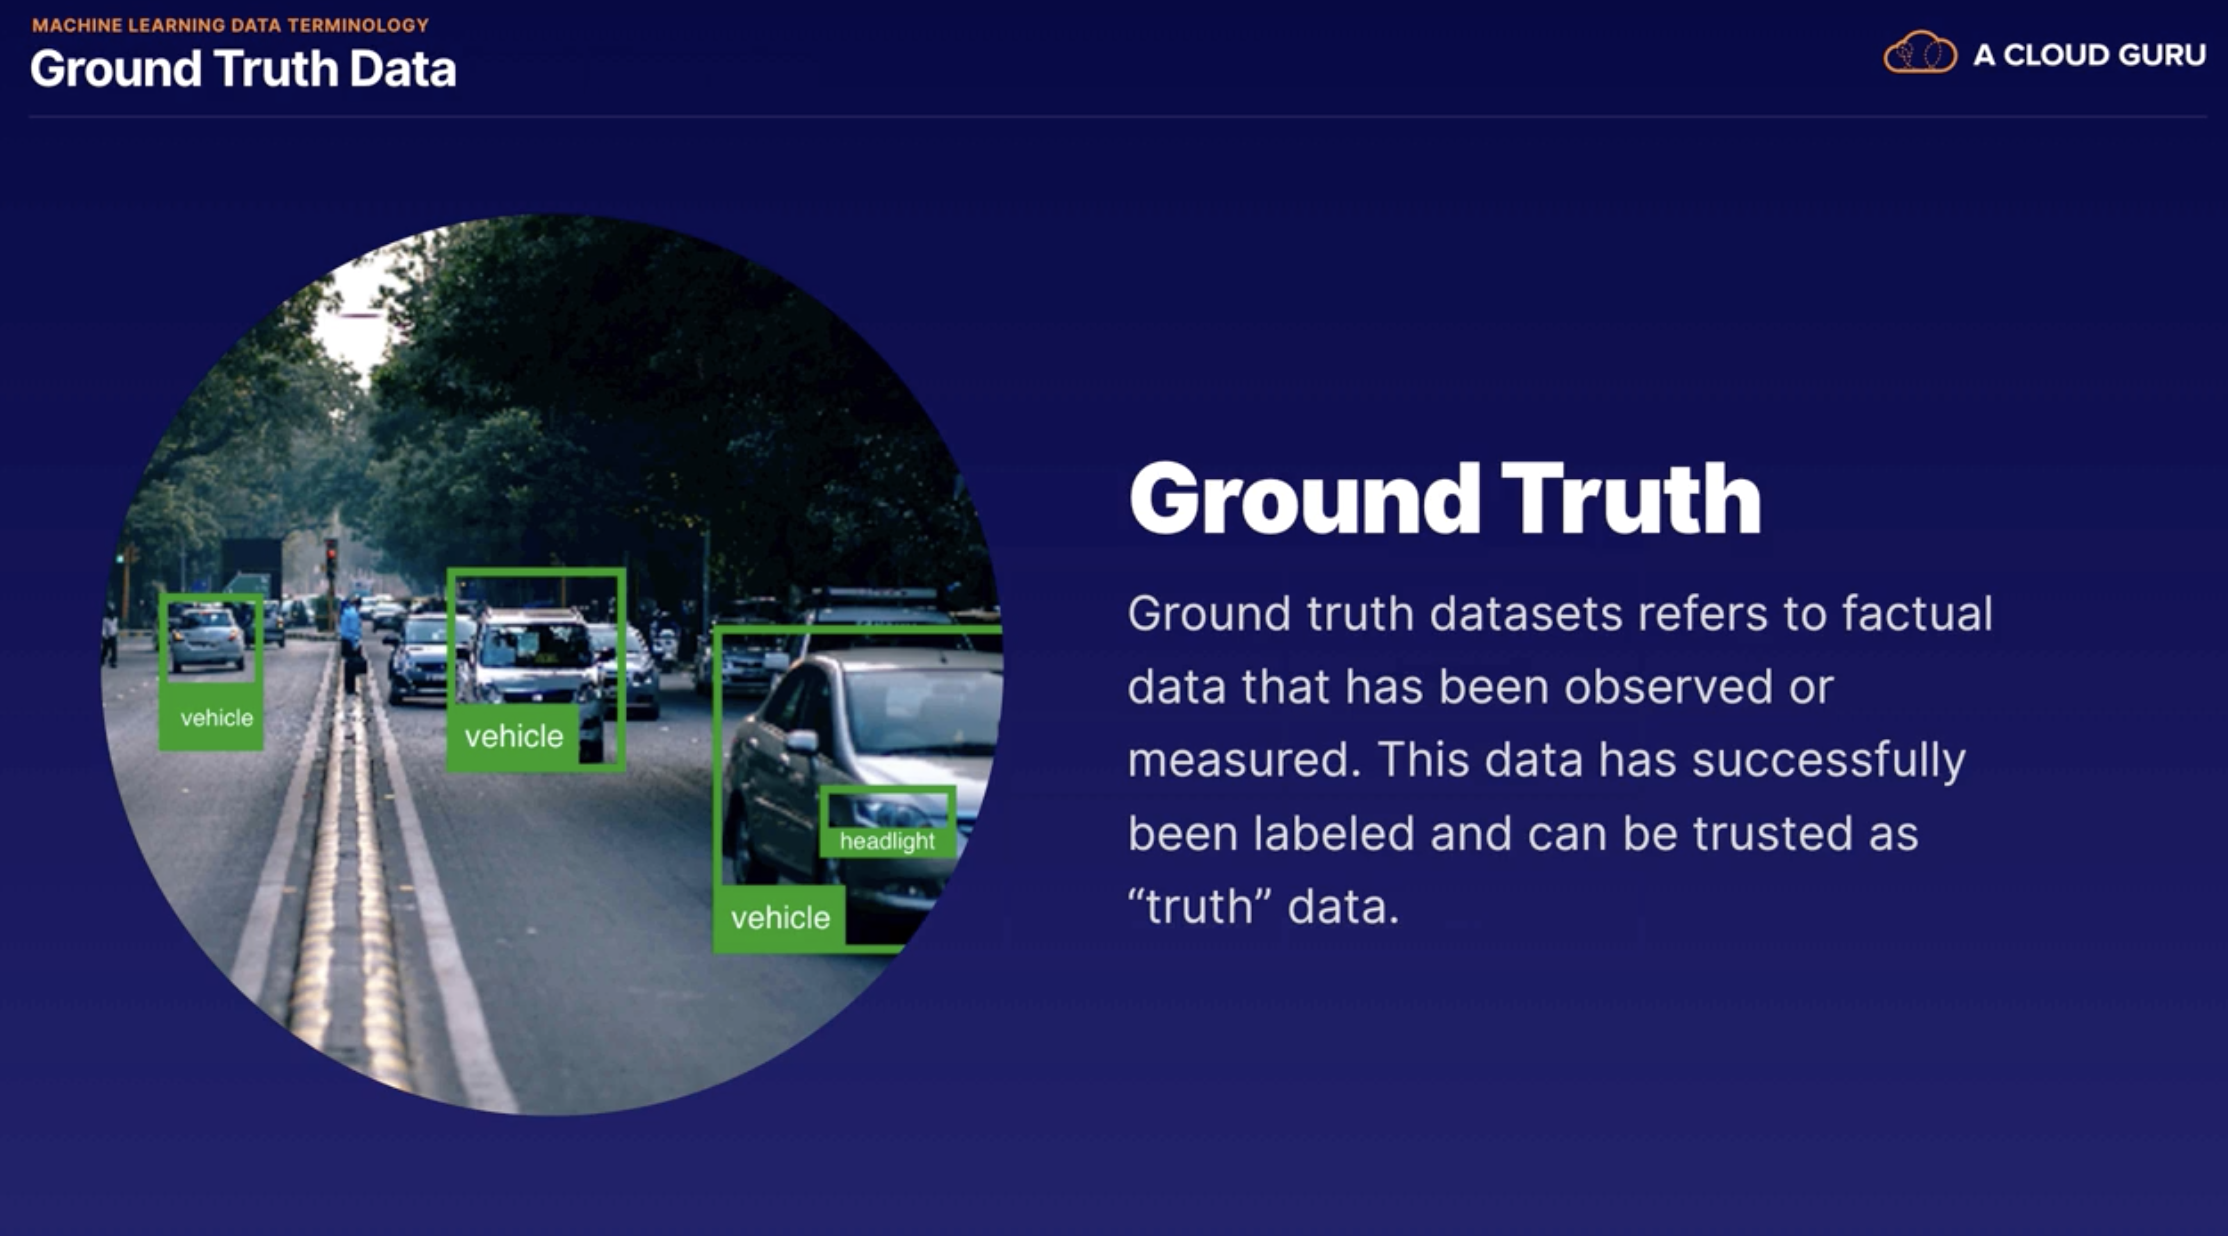 MACHINE LEARNING DATA TERMINOLOGY
Ground Truth Data
A CLOUD GURU
vehicle
vehicle
headlight
vehicle
Ground Truth
Ground truth datasets refers to factual
data that has been observed or
measured. This data has successfully
been labeled and can be trusted as
“truth” data.